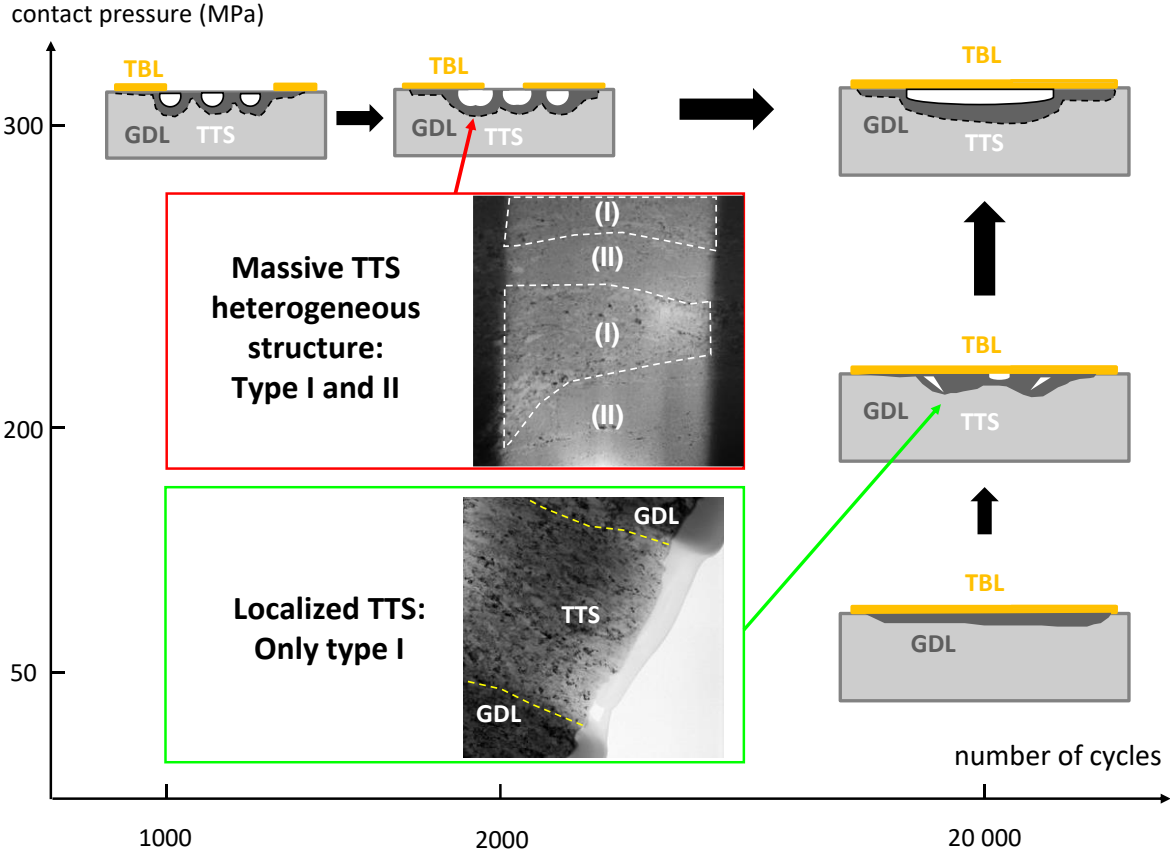 contact pressure (MPa)
TBL
TBL
TBL
GDL
TTS
GDL
TTS
GDL
TTS
300
Massive TTS
heterogeneous
structure:
Type I and II
(I)
(II)
(I)
(II)
TBL
GDL
TTS
200
Localized TTS:
Only type I
GDL
TTS
GDL
TBL
GDL
50
number of cycles
1000
2000
20 000